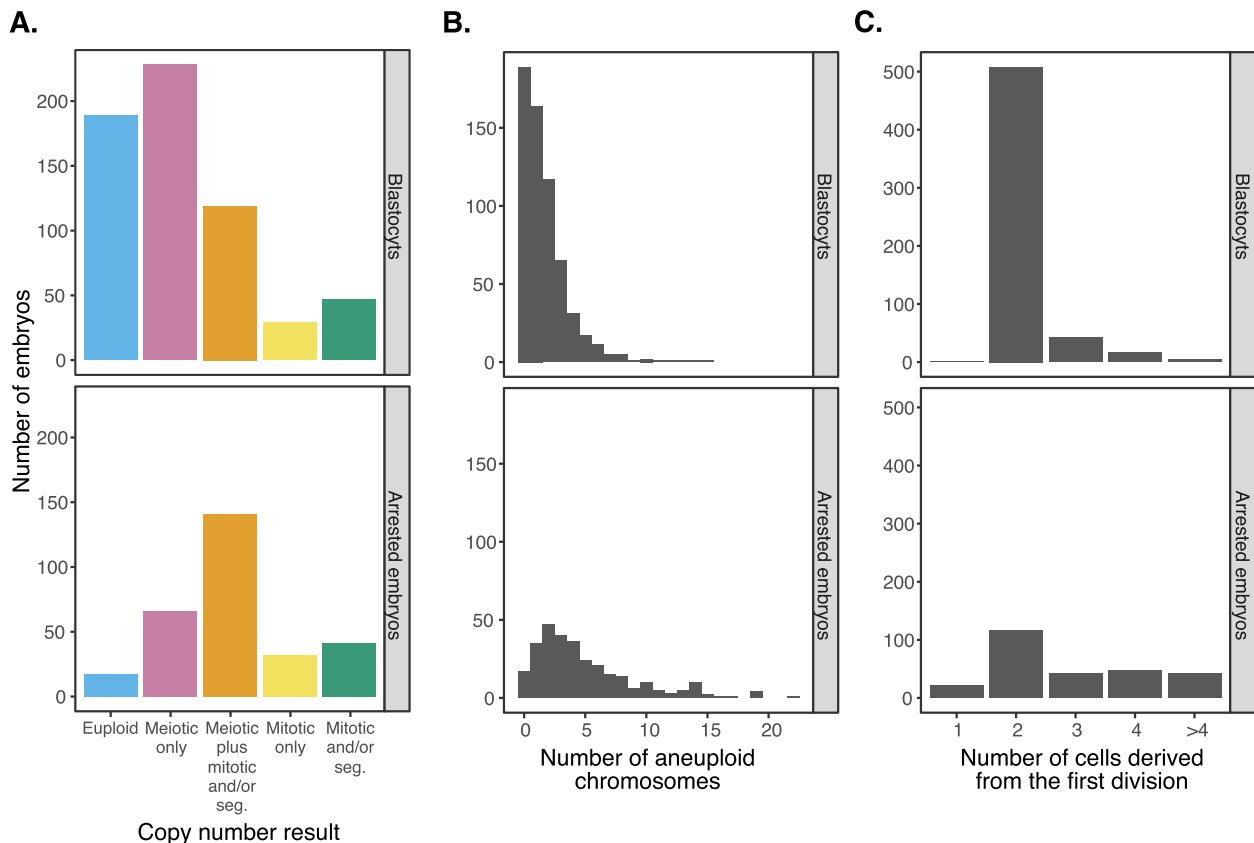 A.
B.
C.
Number of embryos
200
150
100
50
0
Blastocyts
200
150
100
50
0
Arrested embryos
Euploid
Meiotic
only
Meiotic
plus
mitotic
and/or
seg.
Mitotic
only
Mitotic
and/or
seg.
Copy number result
150
100
50
0
Blastocyts
150
100
50
0
Arrested embryos
0 5 10 15 20
Number of aneuploid
chromosomes
500
400
300
200
100
0
Blastocyts
500
400
300
200
100
0
Arrested embryos
1 2 3 4 >4
Number of cells derived
from the first division